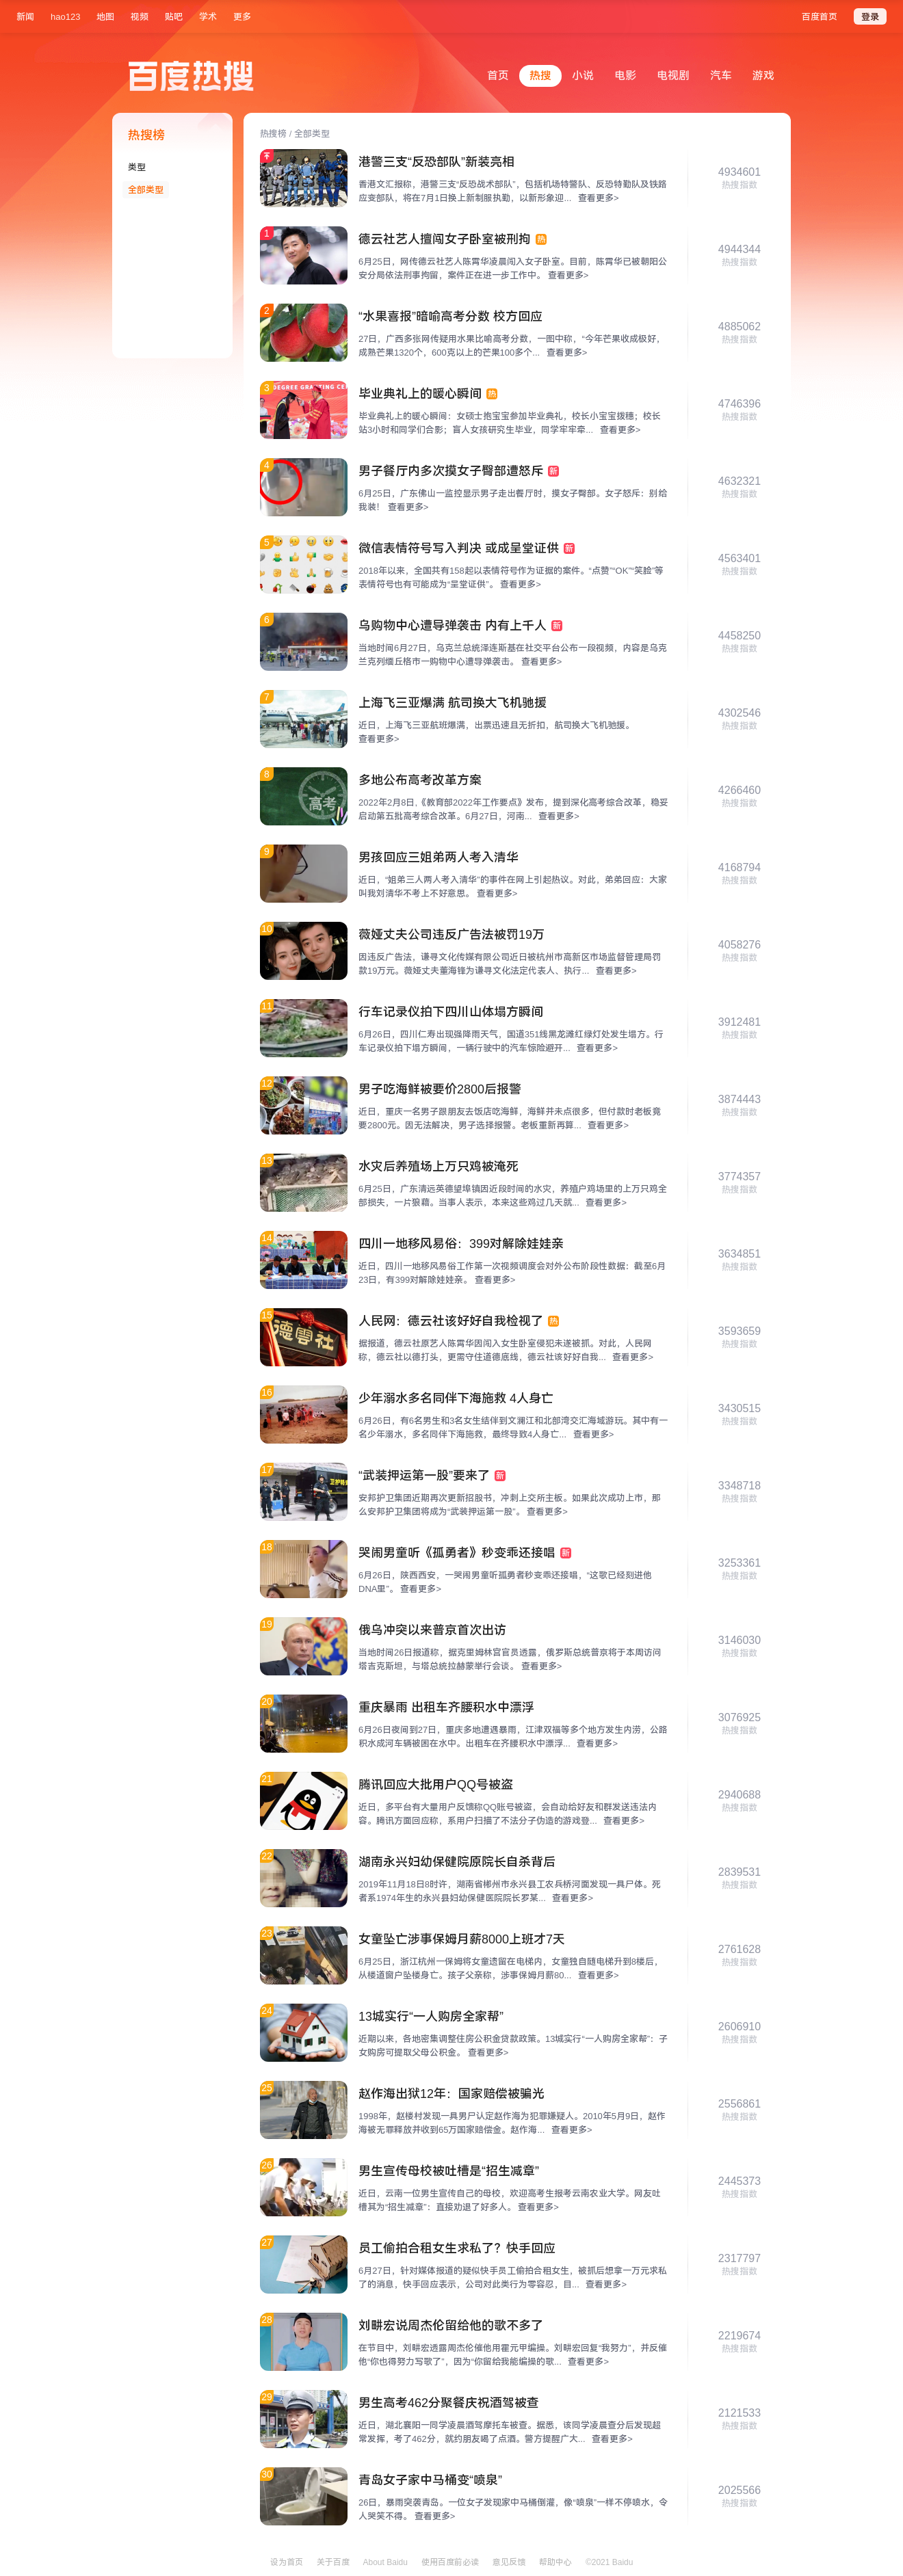 新闻 hao123 地图 视频 贴吧 学术 更多 百度首页 登录
百度热搜
首页 热搜 小说 电影 电视剧 汽车 游戏
热搜榜
类型
全部类型
热搜榜 / 全部类型
港警三支“反恐部队”新装亮相
香港文汇报称，港警三支“反恐战术部队”，包括机场特警队、反恐特勤队及铁路
应变部队，将在7月1日换上新制服执勤，以新形象迎... 查看更多>
4934601
热搜指数
1
德云社艺人擅闯女子卧室被刑拘 热
6月25日，网传德云社艺人陈霄华凌晨闯入女子卧室。目前，陈霄华已被朝阳公
安分局依法刑事拘留，案件正在进一步工作中。 查看更多>
4944344
热搜指数
2
“水果喜报”暗喻高考分数 校方回应
27日，广西多张网传疑用水果比喻高考分数，一图中称，“今年芒果收成极好，
成熟芒果1320个，600克以上的芒果100多个... 查看更多>
4885062
热搜指数
3
毕业典礼上的暖心瞬间 热
毕业典礼上的暖心瞬间：女硕士抱宝宝参加毕业典礼，校长小宝宝拨穗；校长
站3小时和同学们合影；盲人女孩研究生毕业，同学牢牢牵... 查看更多>
4746396
热搜指数
4
男子餐厅内多次摸女子臀部遭怒斥 新
6月25日，广东佛山一监控显示男子走出餐厅时，摸女子臀部。女子怒斥：别给
我装！ 查看更多>
4632321
热搜指数
5
微信表情符号写入判决 或成呈堂证供 新
2018年以来，全国共有158起以表情符号作为证据的案件。“点赞”“OK”“笑脸”等
表情符号也有可能成为“呈堂证供”。 查看更多>
4563401
热搜指数
6
乌购物中心遭导弹袭击 内有上千人 新
当地时间6月27日，乌克兰总统泽连斯基在社交平台公布一段视频，内容是乌克
兰克列缅丘格市一购物中心遭导弹袭击。 查看更多>
4458250
热搜指数
7
上海飞三亚爆满 航司换大飞机驰援
近日，上海飞三亚航班爆满，出票迅速且无折扣，航司换大飞机驰援。
查看更多>
4302546
热搜指数
8
多地公布高考改革方案
2022年2月8日,《教育部2022年工作要点》发布，提到深化高考综合改革，稳妥
启动第五批高考综合改革。6月27日，河南... 查看更多>
4266460
热搜指数
9
男孩回应三姐弟两人考入清华
近日，“姐弟三人两人考入清华”的事件在网上引起热议。对此，弟弟回应：大家
叫我刘清华不考上不好意思。 查看更多>
4168794
热搜指数
10
薇娅丈夫公司违反广告法被罚19万
因违反广告法，谦寻文化传媒有限公司近日被杭州市高新区市场监督管理局罚
款19万元。薇娅丈夫董海锋为谦寻文化法定代表人、执行... 查看更多>
4058276
热搜指数
11
行车记录仪拍下四川山体塌方瞬间
6月26日，四川仁寿出现强降雨天气，国道351线黑龙滩红绿灯处发生塌方。行
车记录仪拍下塌方瞬间，一辆行驶中的汽车惊险避开... 查看更多>
3912481
热搜指数
12
男子吃海鲜被要价2800后报警
近日，重庆一名男子跟朋友去饭店吃海鲜，海鲜并未点很多，但付款时老板竟
要2800元。因无法解决，男子选择报警。老板重新再算... 查看更多>
3874443
热搜指数
13
水灾后养殖场上万只鸡被淹死
6月25日，广东清远英德望埠镇因近段时间的水灾，养殖户鸡场里的上万只鸡全
部损失，一片狼藉。当事人表示，本来这些鸡过几天就... 查看更多>
3774357
热搜指数
14
四川一地移风易俗：399对解除娃娃亲
近日，四川一地移风易俗工作第一次视频调度会对外公布阶段性数据：截至6月
23日，有399对解除娃娃亲。 查看更多>
3634851
热搜指数
15
人民网：德云社该好好自我检视了 热
据报道，德云社原艺人陈霄华因闯入女生卧室侵犯未遂被抓。对此，人民网
称，德云社以德打头，更需守住道德底线，德云社该好好自我... 查看更多>
3593659
热搜指数
16
少年溺水多名同伴下海施救 4人身亡
6月26日，有6名男生和3名女生结伴到文澜江和北部湾交汇海域游玩。其中有一
名少年溺水，多名同伴下海施救，最终导致4人身亡... 查看更多>
3430515
热搜指数
17
“武装押运第一股”要来了 新
安邦护卫集团近期再次更新招股书，冲刺上交所主板。如果此次成功上市，那
么安邦护卫集团将成为“武装押运第一股”。 查看更多>
3348718
热搜指数
18
哭闹男童听《孤勇者》秒变乖还接唱 新
6月26日，陕西西安，一哭闹男童听孤勇者秒变乖还接唱，“这歌已经刻进他
DNA里”。 查看更多>
3253361
热搜指数
19
俄乌冲突以来普京首次出访
当地时间26日报道称，据克里姆林宫官员透露，俄罗斯总统普京将于本周访问
塔吉克斯坦，与塔总统拉赫蒙举行会谈。 查看更多>
3146030
热搜指数
20
重庆暴雨 出租车齐腰积水中漂浮
6月26日夜间到27日，重庆多地遭遇暴雨，江津双福等多个地方发生内涝，公路
积水成河车辆被困在水中。出租车在齐腰积水中漂浮... 查看更多>
3076925
热搜指数
21
腾讯回应大批用户QQ号被盗
近日，多平台有大量用户反馈称QQ账号被盗，会自动给好友和群发送违法内
容。腾讯方面回应称，系用户扫描了不法分子伪造的游戏登... 查看更多>
2940688
热搜指数
22
湖南永兴妇幼保健院原院长自杀背后
2019年11月18日8时许，湖南省郴州市永兴县工农兵桥河面发现一具尸体。死
者系1974年生的永兴县妇幼保健医院院长罗某... 查看更多>
2839531
热搜指数
23
女童坠亡涉事保姆月薪8000上班才7天
6月25日，浙江杭州一保姆将女童遗留在电梯内，女童独自随电梯升到8楼后，
从楼道窗户坠楼身亡。孩子父亲称，涉事保姆月薪80... 查看更多>
2761628
热搜指数
24
13城实行“一人购房全家帮”
近期以来，各地密集调整住房公积金贷款政策。13城实行“一人购房全家帮”：子
女购房可提取父母公积金。 查看更多>
2606910
热搜指数
25
赵作海出狱12年：国家赔偿被骗光
1998年，赵楼村发现一具男尸认定赵作海为犯罪嫌疑人。2010年5月9日，赵作
海被无罪释放并收到65万国家赔偿金。赵作海... 查看更多>
2556861
热搜指数
26
男生宣传母校被吐槽是“招生减章”
近日，云南一位男生宣传自己的母校，欢迎高考生报考云南农业大学。网友吐
槽其为“招生减章”：直接劝退了好多人。 查看更多>
2445373
热搜指数
27
员工偷拍合租女生求私了？快手回应
6月27日，针对媒体报道的疑似快手员工偷拍合租女生，被抓后想拿一万元求私
了的消息，快手回应表示，公司对此类行为零容忍，目... 查看更多>
2317797
热搜指数
28
刘畊宏说周杰伦留给他的歌不多了
在节目中，刘畊宏透露周杰伦催他用霍元甲编操。刘畊宏回复“我努力”，并反催
他“你也得努力写歌了”，因为“你留给我能编操的歌... 查看更多>
2219674
热搜指数
29
男生高考462分聚餐庆祝酒驾被查
近日，湖北襄阳一同学凌晨酒驾摩托车被查。据悉，该同学凌晨查分后发现超
常发挥，考了462分，就约朋友喝了点酒。警方提醒广大... 查看更多>
2121533
热搜指数
30
青岛女子家中马桶变“喷泉”
26日，暴雨突袭青岛。一位女子发现家中马桶倒灌，像“喷泉”一样不停喷水，令
人哭笑不得。 查看更多>
2025566
热搜指数
设为首页 关于百度 About Baidu 使用百度前必读 意见反馈 帮助中心 ©2021 Baidu